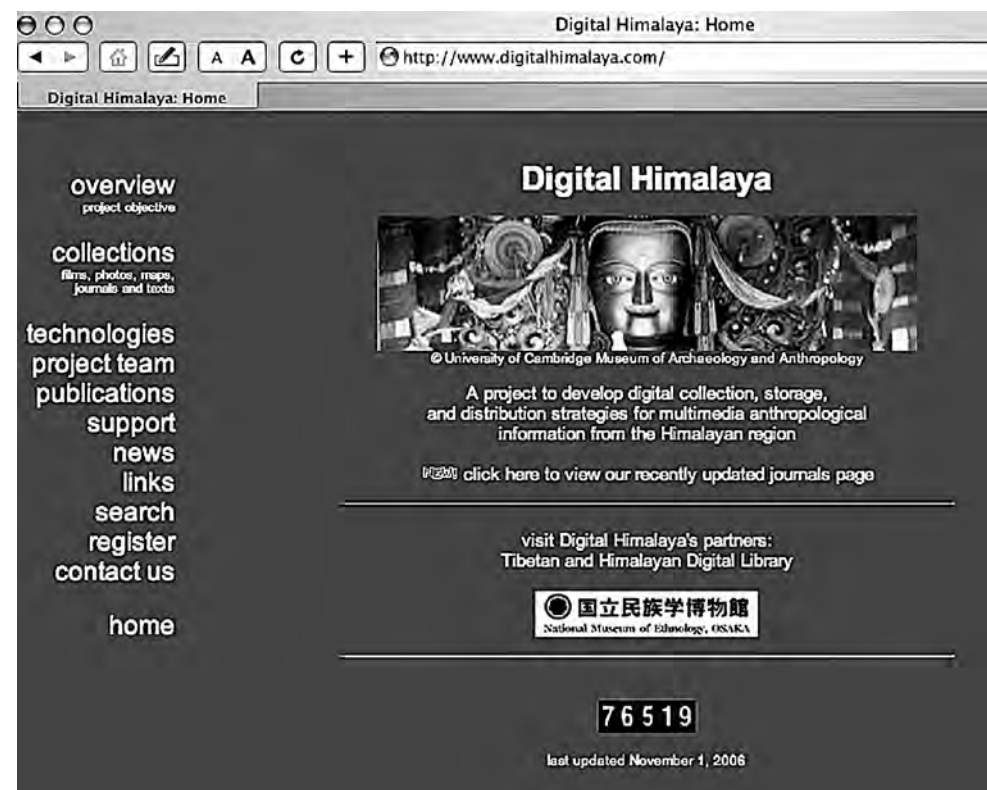 Digital Himalaya: Home
A A
http://www.digitalhimalaya.com/
Digital Himalaya: Home
overview
project objective
collections
films, photos, maps,
journals and texts
technologies
project team
publications
support
news
links
search
register
contact us
home
Digital Himalaya
© University of Cambridge Museum of Archaeology and Anthropology
A project to develop digital collection, storage,
and distribution strategies for multimedia anthropological
information from the Himalayan region
NEW! click here to view our recently updated journals page
visit Digital Himalaya's partners:
Tibetan and Himalayan Digital Library
国立民族学博物館
National Museum of Ethnology, OSAKA
76519
last updated November 1, 2006